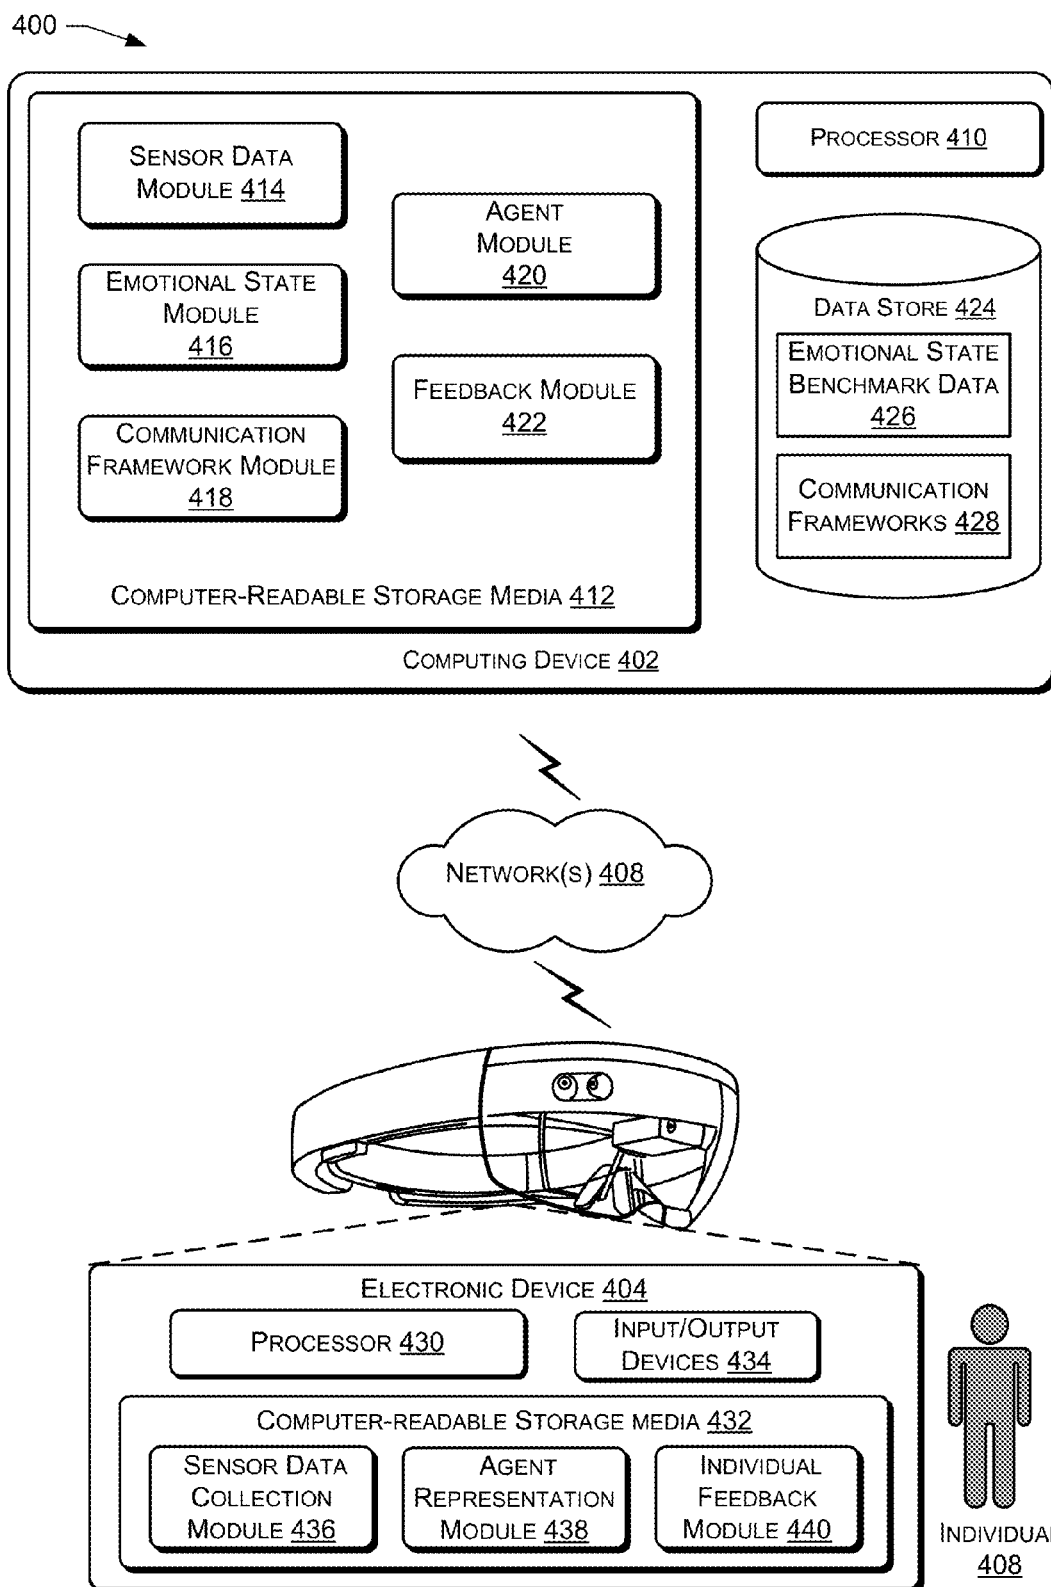 400
SENSOR DATA
MODULE 414
EMOTIONAL STATE
MODULE
416
COMMUNICATION
FRAMEWORK MODULE
418
AGENT
MODULE
420
FEEDBACK MODULE
422
COMPUTER-READABLE STORAGE MEDIA 412
PROCESSOR 410
DATA STORE 424
EMOTIONAL STATE
BENCHMARK DATA
426
COMMUNICATION
FRAMEWORKS 428
COMPUTING DEVICE 402
NETWORK(S) 408
ELECTRONIC DEVICE 404
PROCESSOR 430
INPUT/OUTPUT
DEVICES 434
COMPUTER-READABLE STORAGE MEDIA 432
SENSOR DATA
COLLECTION
MODULE 436
AGENT
REPRESENTATION
MODULE 438
INDIVIDUAL
FEEDBACK
MODULE 440
INDIVIDUAL
408